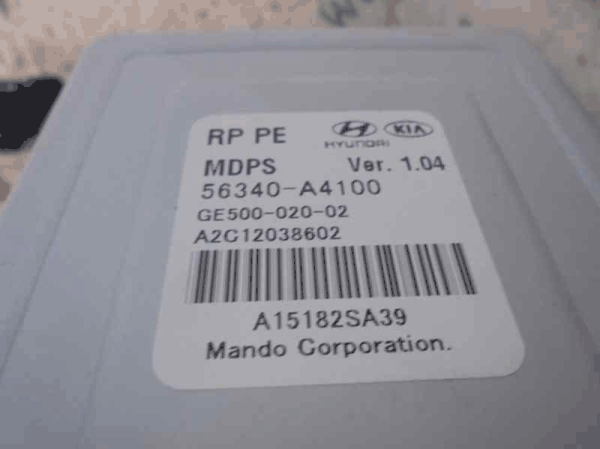 RP PE HYUNDAI KIA
MDPS Ver. 1.04
56340-A4100
GE500-020-02
A2C12038602
A15182SA39
Mando Corporation.